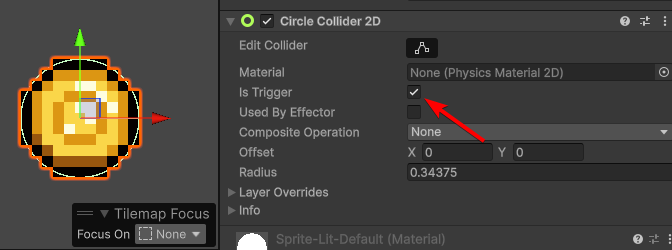 Circle Collider 2D
Edit Collider
Material None (Physics Material 2D)
Is Trigger
Used By Effector
Composite Operation None
Offset X 0 Y 0
Radius 0.34375
Layer Overrides
Info
Sprite-Lit-Default (Material)
Tilemap Focus
Focus On None